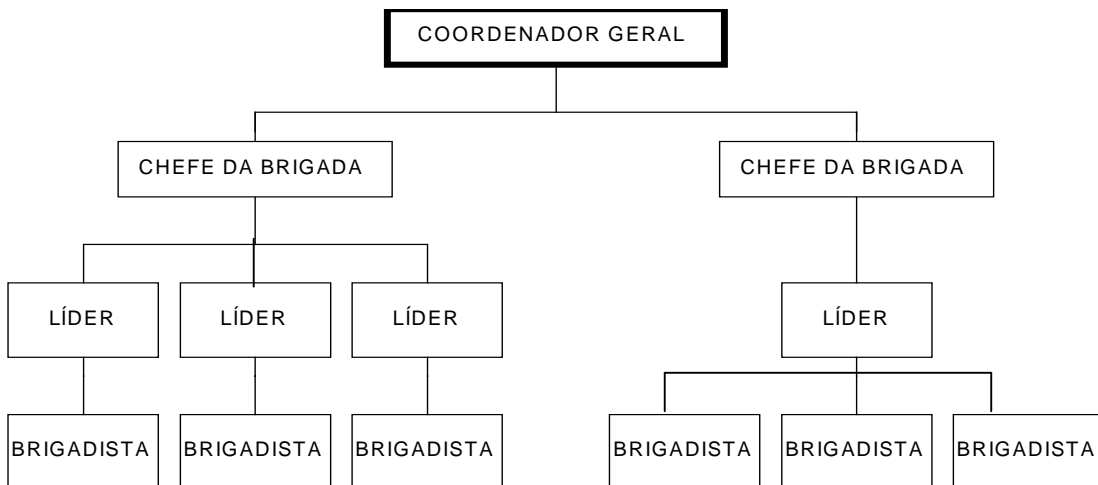 COORDENADOR GERAL
CHEFE DA BRIGADA
CHEFE DA BRIGADA
LÍDER
LÍDER
LÍDER
LÍDER
BRIGADISTA
BRIGADISTA
BRIGADISTA
BRIGADISTA
BRIGADISTA
BRIGADISTA